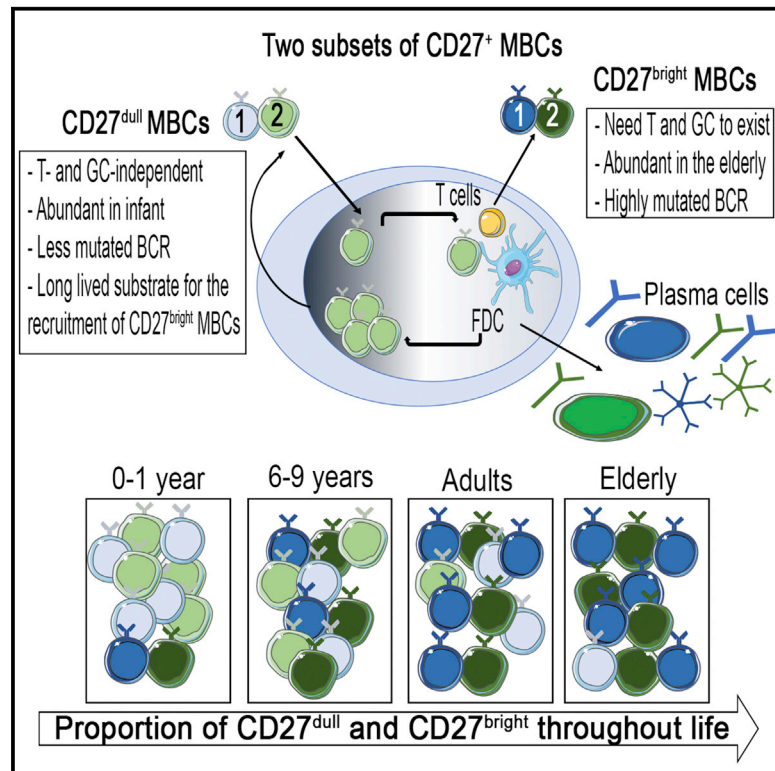 Two subsets of CD27⁺ MBCs
CD27ᵈᵘˡˡ MBCs
1 2
- T- and GC-independent
- Abundant in infant
- Less mutated BCR
- Long lived substrate for the
recruitment of CD27ᵇʳⁱᵍʰᵗ MBCs
1 2
CD27ᵇʳⁱᵍʰᵗ MBCs
- Need T and GC to exist
- Abundant in the elderly
- Highly mutated BCR
T cells
FDC
Plasma cells
0-1 year
6-9 years
Adults
Elderly
Proportion of CD27ᵈᵘˡˡ and CD27ᵇʳⁱᵍʰᵗ throughout life